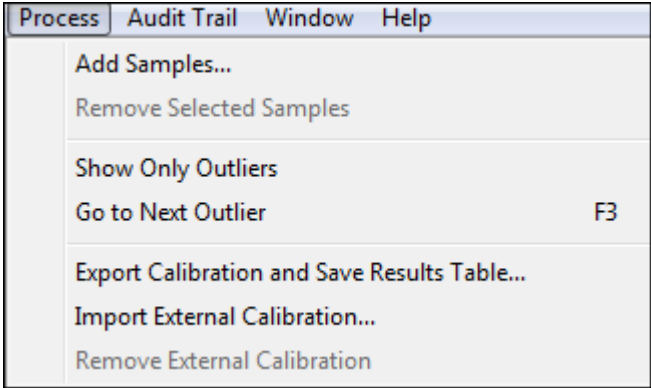 Process Audit Trail Window Help
Add Samples...
Remove Selected Samples
Show Only Outliers
Go to Next Outlier F3
Export Calibration and Save Results Table...
Import External Calibration...
Remove External Calibration